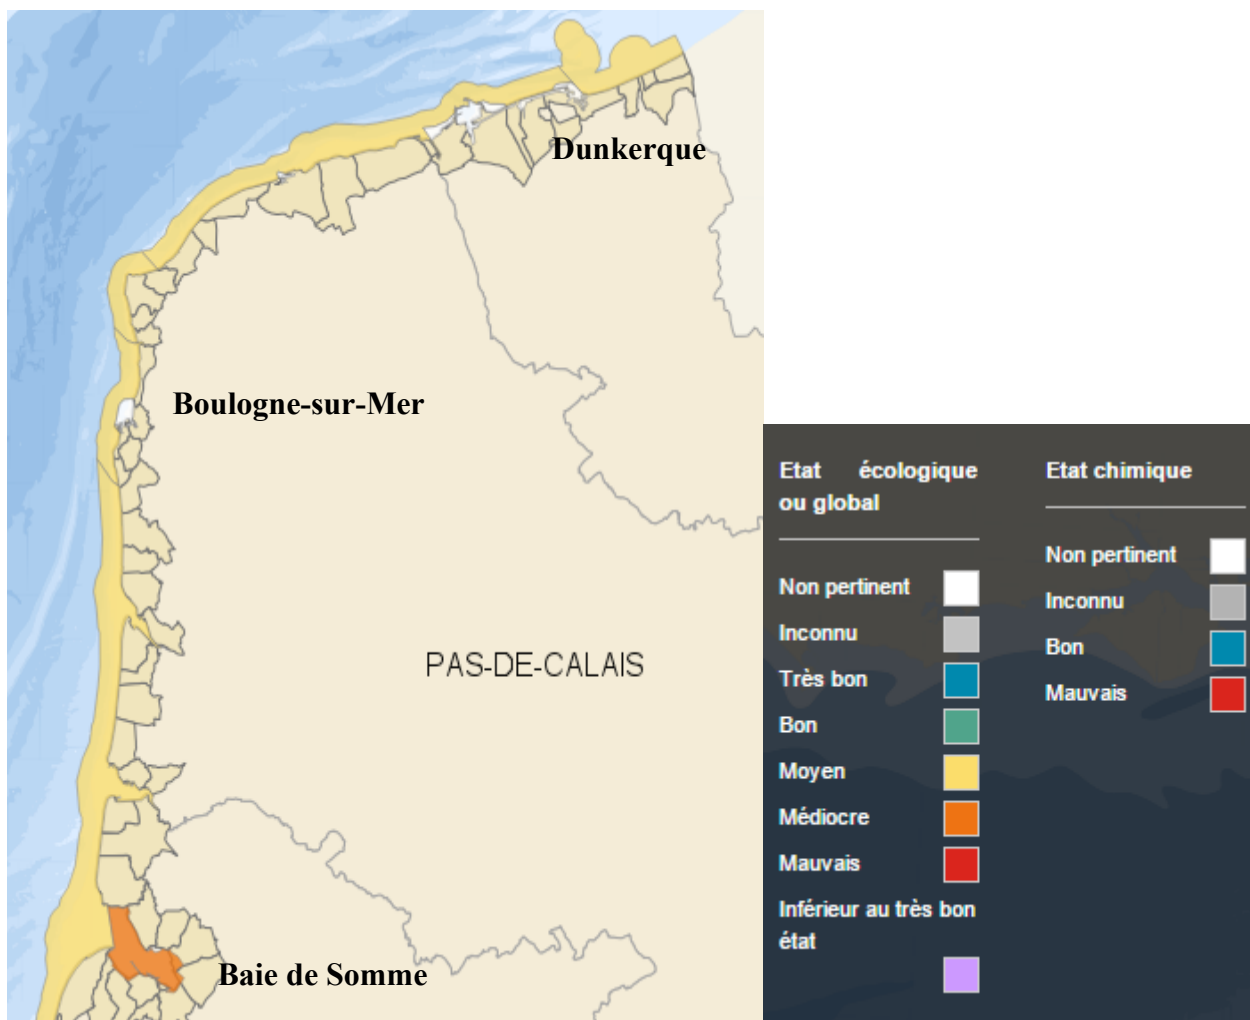 Dunkerque
Boulogne-sur-Mer
PAS-DE-CALAIS
Baie de Somme
Etat écologique
ou global
Non pertinent
Inconnu
Très bon
Bon
Moyen
Médiocre
Mauvais
Inférieur au très bon
état
Etat chimique
Non pertinent
Inconnu
Bon
Mauvais